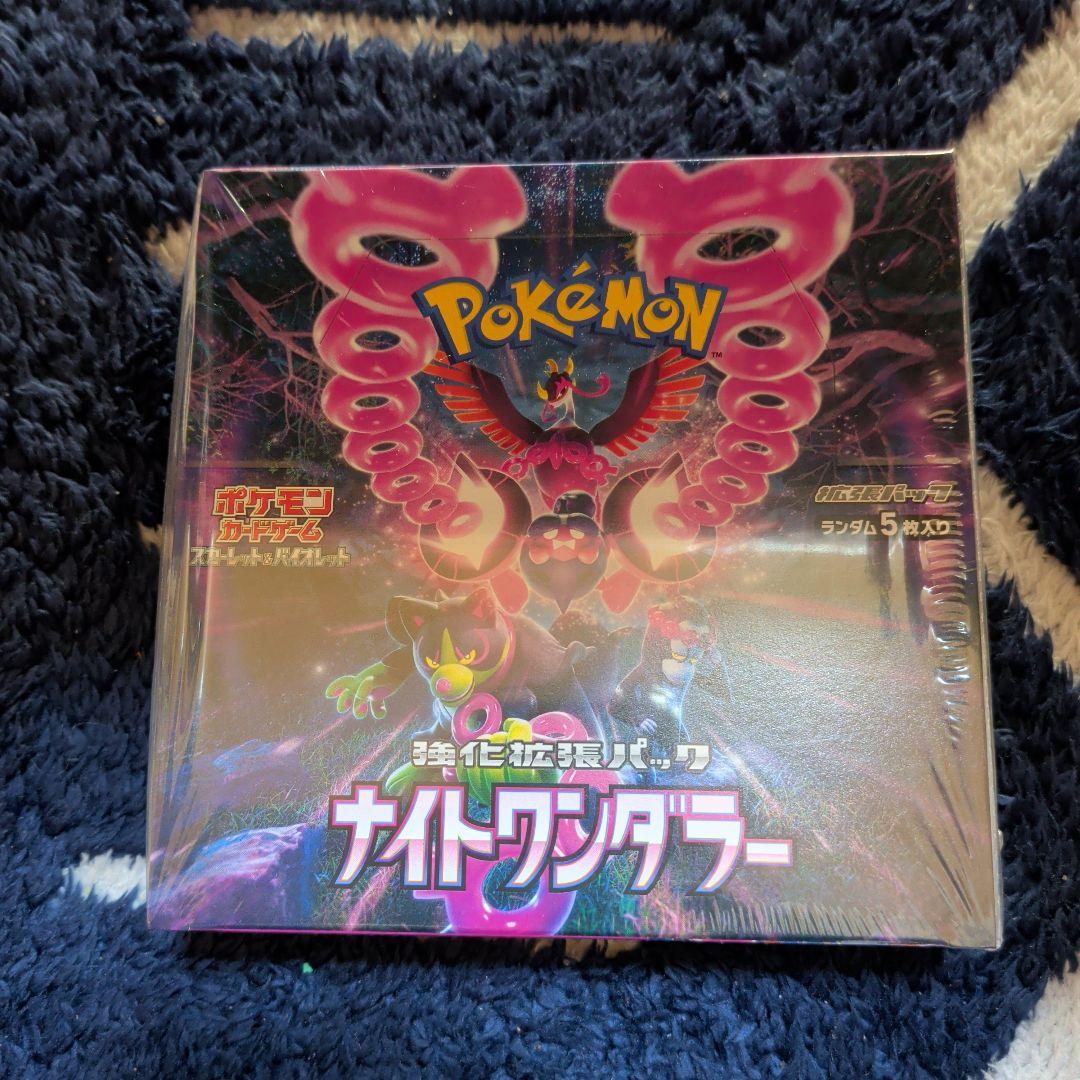 POKéMON
TM
ポケモン
カードゲーム
スカーレット&バイオレット
拡張パック
ランダム5枚入り
強化拡張パック
ナイトワンダラー